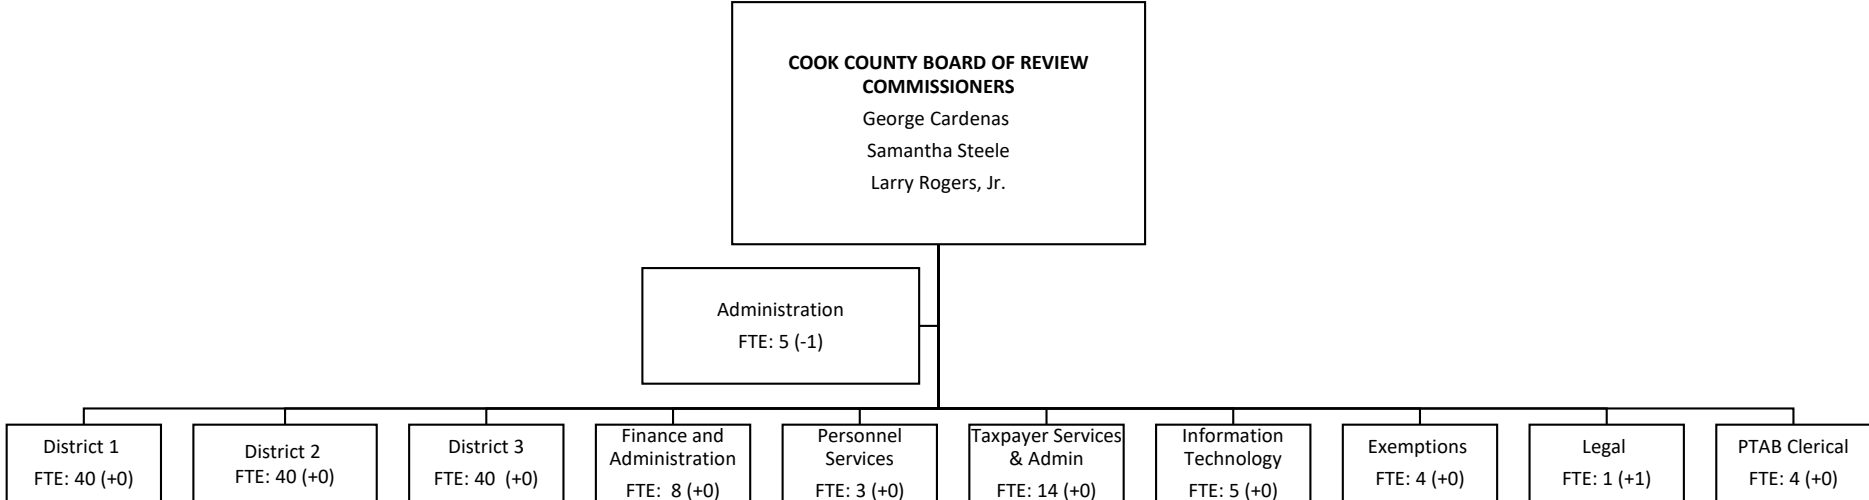 COOK COUNTY BOARD OF REVIEW
COMMISSIONERS
George Cardenas
Samantha Steele
Larry Rogers, Jr.
Administration
FTE: 5 (-1)
District 1
FTE: 40 (+0)
District 2
FTE: 40 (+0)
District 3
FTE: 40 (+0)
Finance and
Administration
FTE: 8 (+0)
Personnel
Services
FTE: 3 (+0)
Taxpayer Services
& Admin
FTE: 14 (+0)
Information
Technology
FTE: 5 (+0)
Exemptions
FTE: 4 (+0)
Legal
FTE: 1 (+1)
PTAB Clerical
FTE: 4 (+0)